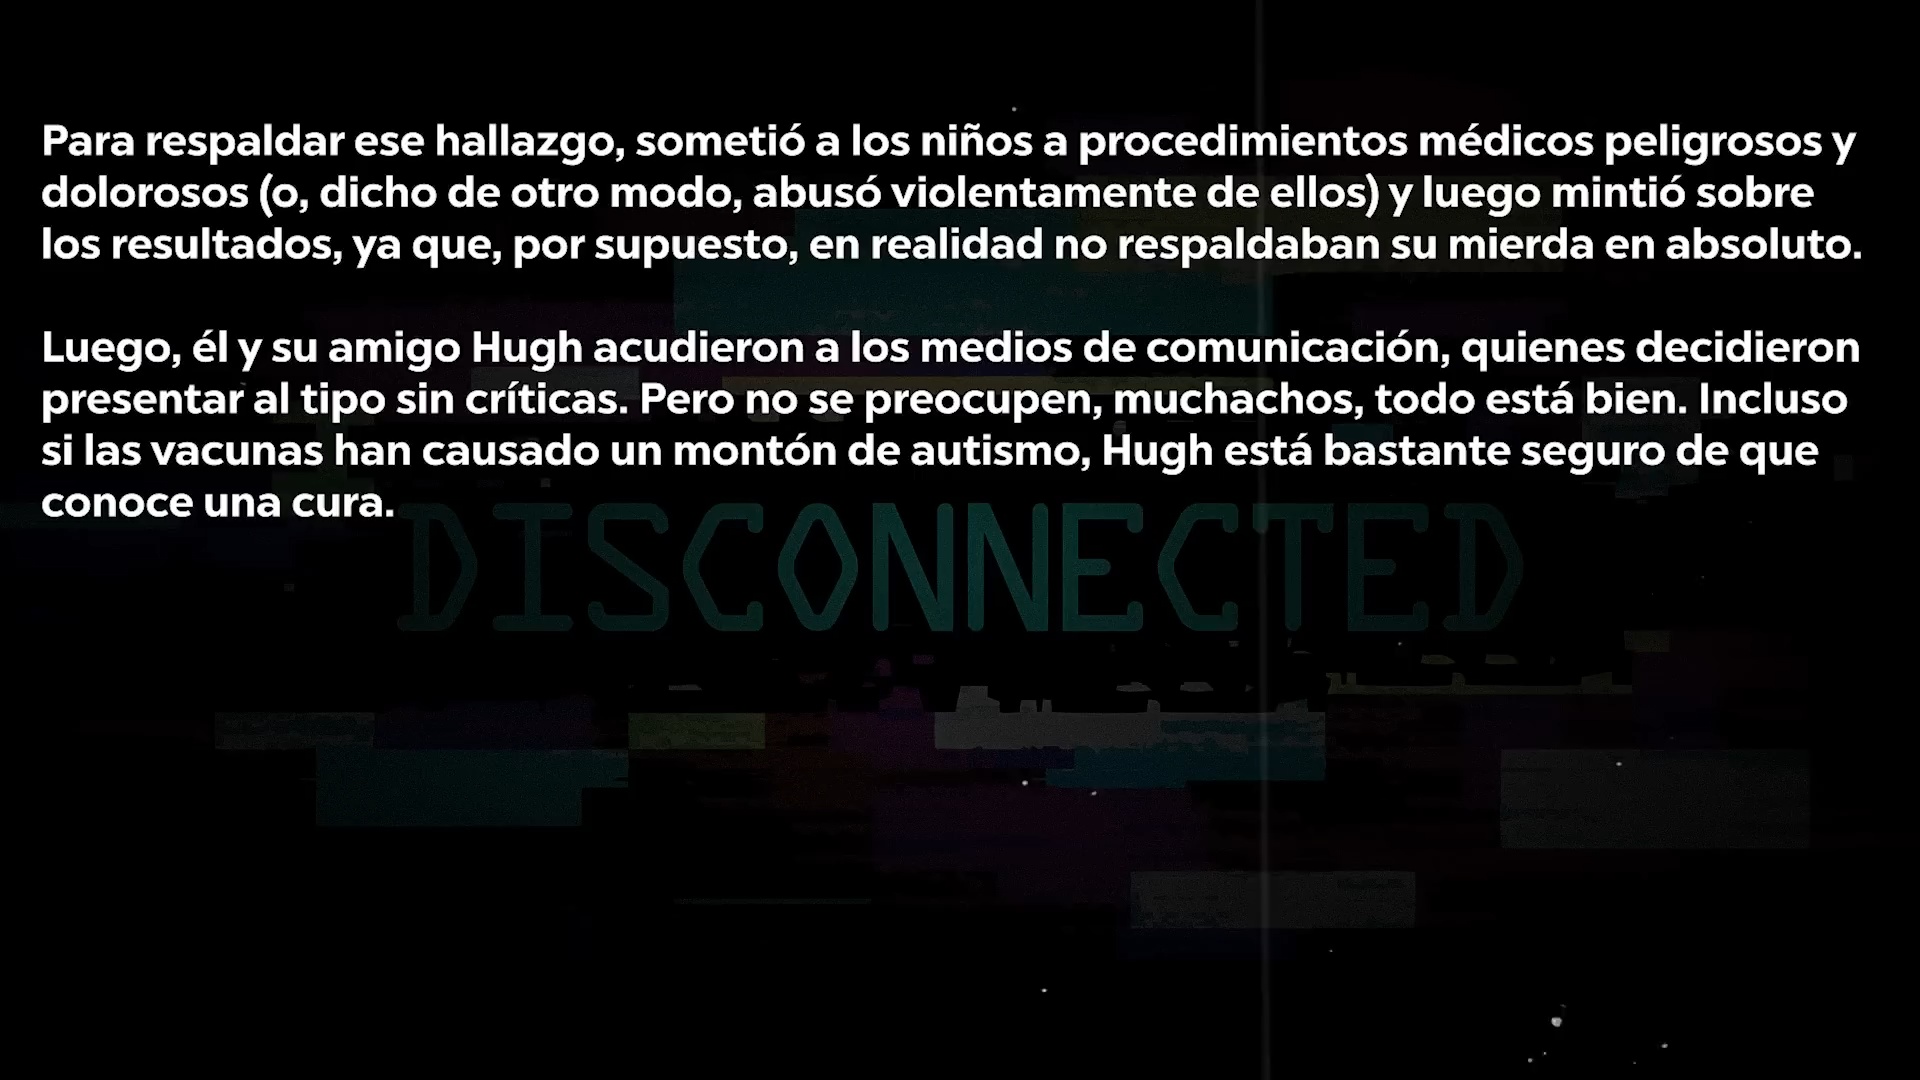 Para respaldar ese hallazgo, sometió a los niños a procedimientos médicos peligrosos y
dolorosos (o, dicho de otro modo, abusó violentamente de ellos) y luego mintió sobre
los resultados, ya que, por supuesto, en realidad no respaldaban su mierda en absoluto.
Luego, él y su amigo Hugh acudieron a los medios de comunicación, quienes decidieron
presentar al tipo sin críticas. Pero no se preocupen, muchachos, todo está bien. Incluso
si las vacunas han causado un montón de autismo, Hugh está bastante seguro de que
conoce una cura.
DISCONNECTED